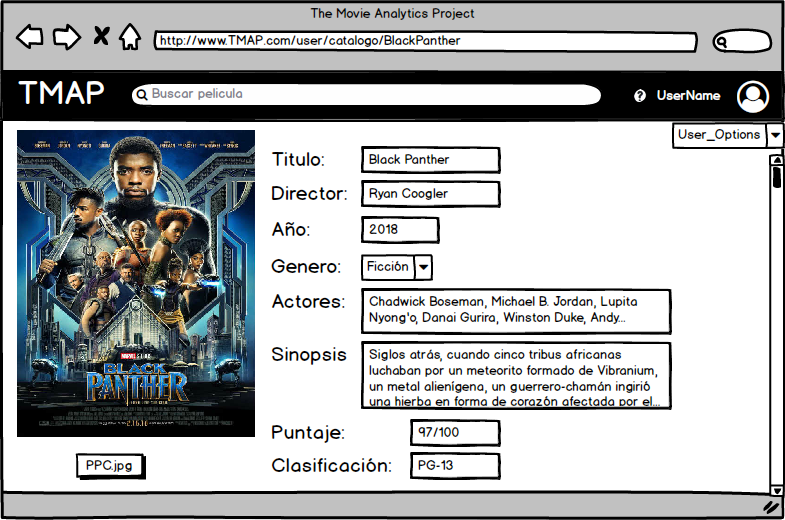 The Movie Analytics Project
http://www.TMAP.com/user/catalogo/BlackPanther
TMAP
Buscar pelicula
? UserName
User_Options
Titulo: Black Panther
Director: Ryan Coogler
Año: 2018
Genero: Ficción
Actores: Chadwick Boseman, Michael B. Jordan, Lupita
Nyong'o, Danai Gurira, Winston Duke, Andy...
Sinopsis Siglos atrás, cuando cinco tribus africanas
luchaban por un meteorito formado de Vibranium,
un metal alienígena, un guerrero-chamán ingirió
una hierba en forma de corazón afectada por el...
Puntaje: 97/100
Clasificación: PG-13
MARVEL STUDIOS
BLACK
PANTHER
2.16.18
PPC.jpg